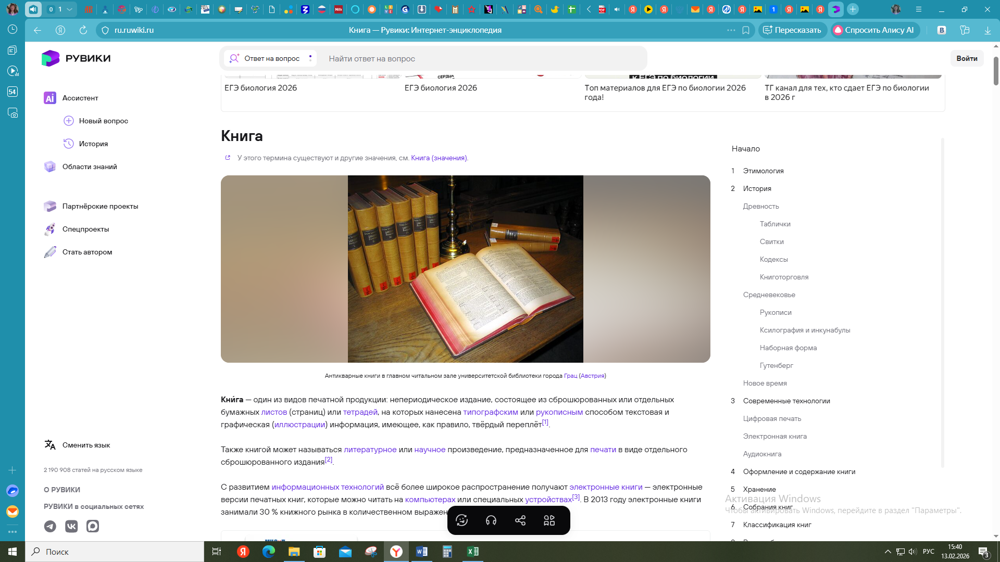 0 1
ru.ruwiki.ru
Книга — Рувики: Интернет-энциклопедия
Пересказать
Спросить Алису AI
54
РУВИКИ
Ответ на вопрос
Найти ответ на вопрос
Войти
Ai Ассистент
Новый вопрос
История
Области знаний
Партнёрские проекты
Спецпроекты
Стать автором
Сменить язык
2 190 908 статей на русском языке
О РУВИКИ
РУВИКИ в социальных сетях
ЕГЭ биология 2026
ЕГЭ биология 2026
Топ материалов для ЕГЭ по биологии 2026
года!
ТГ канал для тех, кто сдает ЕГЭ по биологии
в 2026 г
Книга
У этого термина существуют и другие значения, см. Книга (значения).
Антикварные книги в главном читальном зале университетской библиотеки города Грац (Австрия)
Кни́га — один из видов печатной продукции: непериодическое издание, состоящее из сброшюрованных или отдельных
бумажных листов (страниц) или тетрадей, на которых нанесена типографским или рукописным способом текстовая и
графическая (иллюстрации) информация, имеющее, как правило, твёрдый переплёт[1].
Также книгой может называться литературное или научное произведение, предназначенное для печати в виде отдельного
сброшюрованного издания[2].
С развитием информационных технологий всё более широкое распространение получают электронные книги — электронные
версии печатных книг, которые можно читать на компьютерах или специальных устройствах[3]. В 2013 году электронные книги
занимали 30 % книжного рынка в количественном
Начало
1 Этимология
2 История
Древность
Таблички
Свитки
Кодексы
Книготорговля
Средневековье
Рукописи
Ксилография и инкунабулы
Наборная форма
Гутенберг
Новое время
3 Современные технологии
Цифровая печать
Электронная книга
Аудиокнига
4 Оформление и содержание книги
5 Хранение
6 Собрания книг
7 Классификация книг
Активация Windows
Чтобы активировать Windows, перейдите в раздел "Параметры".
Поиск
РУС
15:40
13.02.2026
3